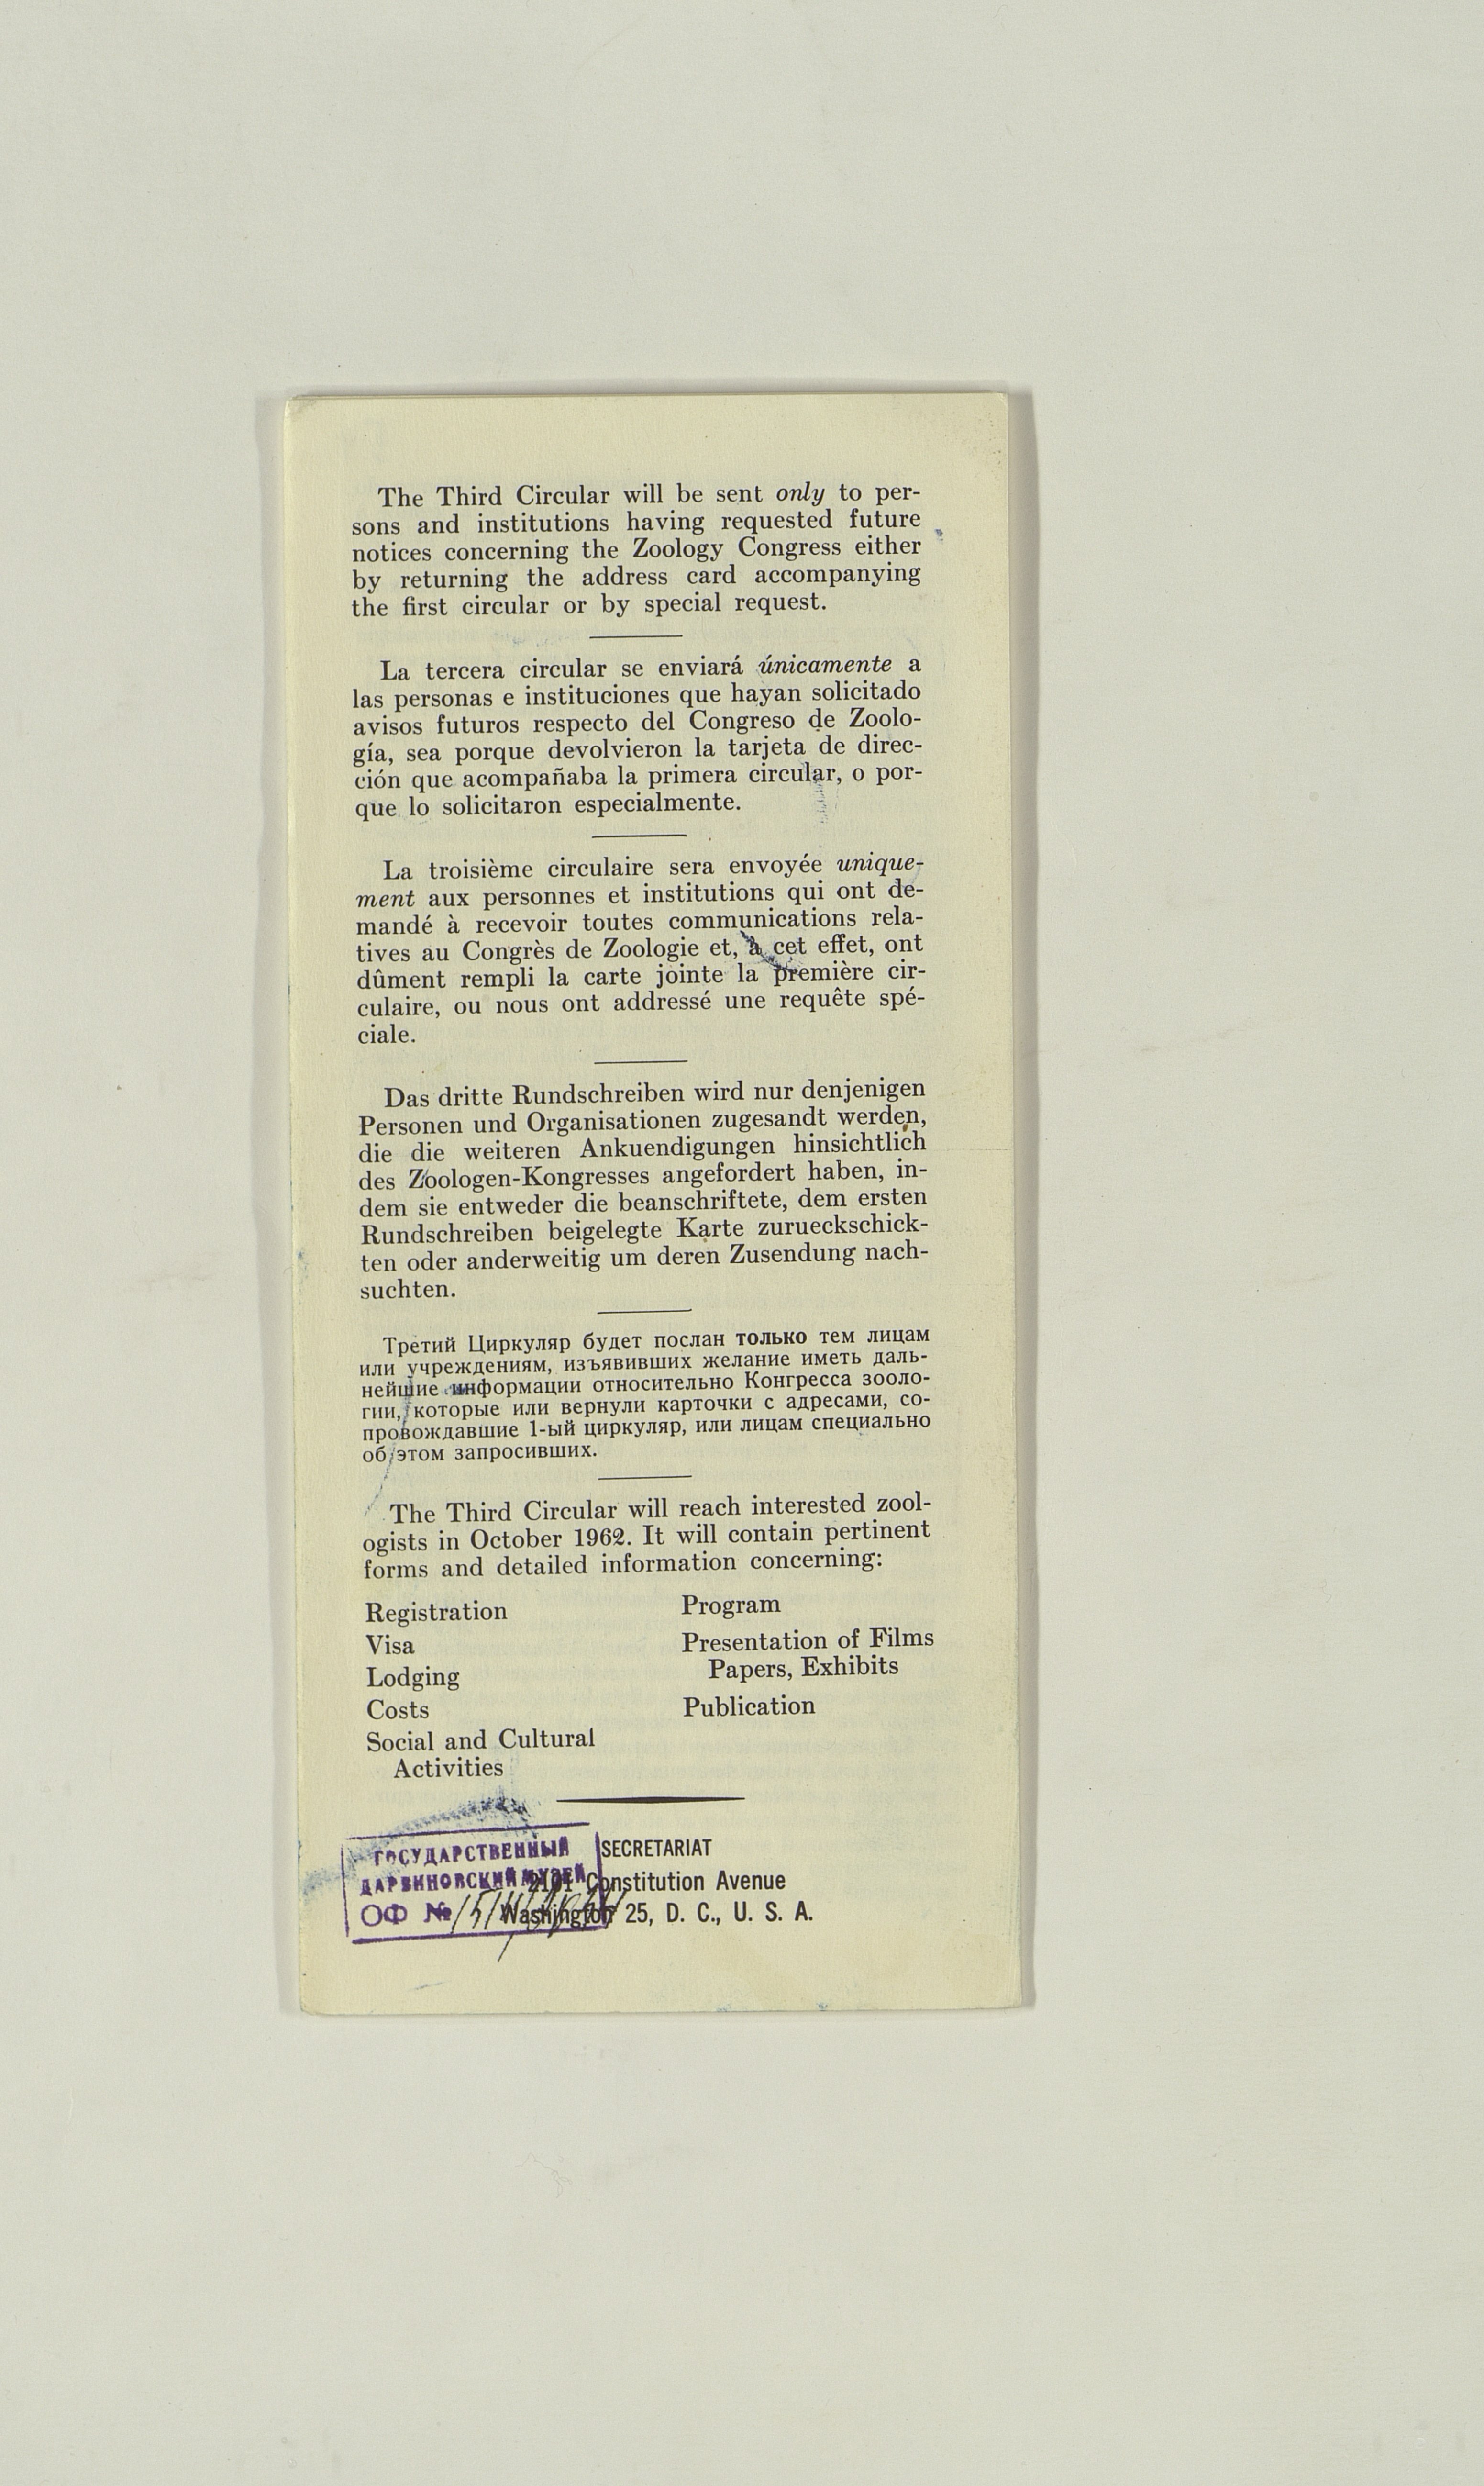 The Third Circular will be sent only to per-
sons and institutions having requested future
notices concerning the Zoology Congress either
by returning the address card accompanying
the first circular or by special request.
La tercera circular se enviará únicamente a
las personas e instituciones que hayan solicitado
avisos futuros respecto del Congreso de Zoolo-
gía, sea porque devolvieron la tarjeta de direc-
ción que acompañaba la primera circular, o por-
que lo solicitaron especialmente.
La troisième circulaire sera envoyée unique-
ment aux personnes et institutions qui ont de-
mandé à recevoir toutes communications rela-
tives au Congrès de Zoologie et, à cet effet, ont
dûment rempli la carte jointe la première cir-
culaire, ou nous ont addressé une requête spé-
ciale.
Das dritte Rundschreiben wird nur denjenigen
Personen und Organisationen zugesandt werden,
die die weiteren Ankuendigungen hinsichtlich
des Zoologen-Kongresses angefordert haben, in-
dem sie entweder die beanschriftete, dem ersten
Rundschreiben beigelegte Karte zurueckschick-
ten oder anderweitig um deren Zusendung nach-
suchten.
Третий Циркуляр будет послан только тем лицам
или учреждениям, изъявивших желание иметь даль-
нейшие информации относительно Конгресса зооло-
гии, которые или вернули карточки с адресами, со-
провождавшие 1-ый циркуляр, или лицам специально
об этом запросивших.
The Third Circular will reach interested zool-
ogists in October 1962. It will contain pertinent
forms and detailed information concerning:
Registration
Visa
Lodging
Costs
Social and Cultural
Activities
Program
Presentation of Films
Papers, Exhibits
Publication
SECRETARIAT
2101 Constitution Avenue
Washington 25, D. C., U. S. A.
ГОСУДАРСТВЕННЫЙ
ДАРВИНОВСКИЙ МУЗЕЙ
ОФ №